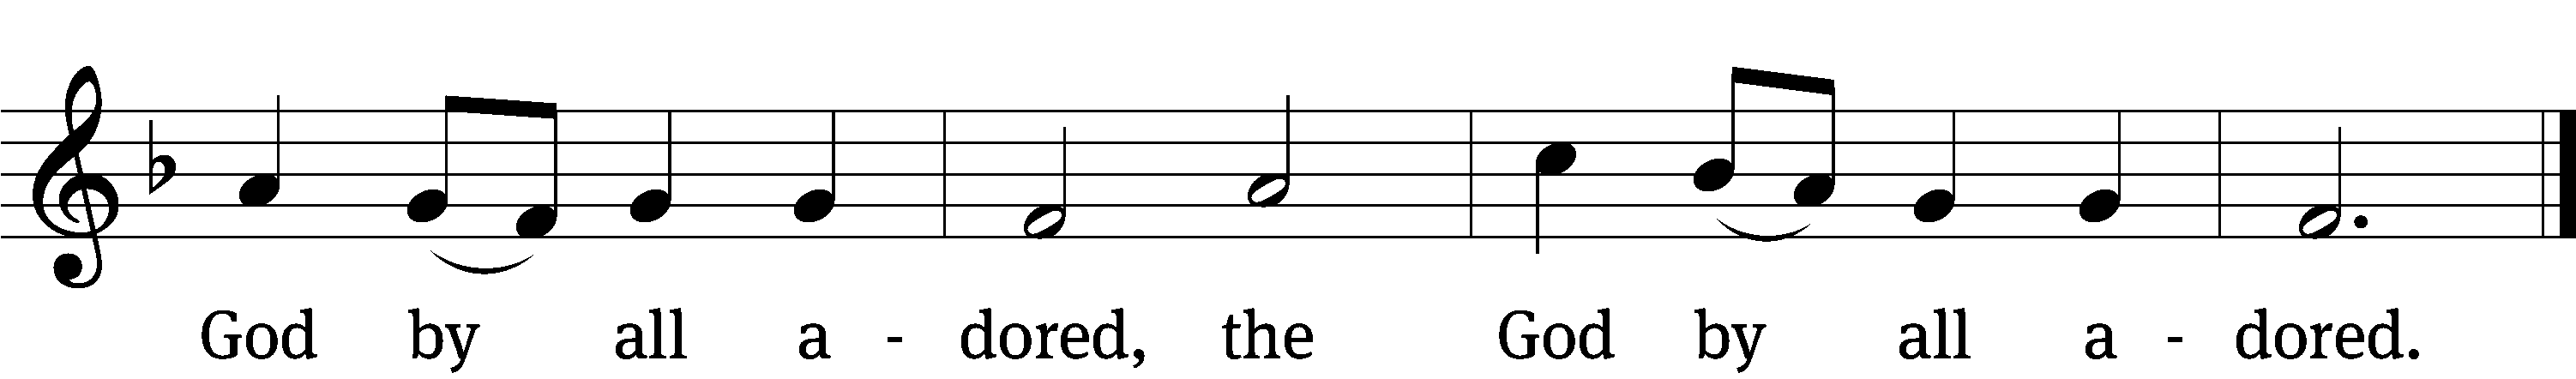 God by all a - dored, the God by all a - dored.